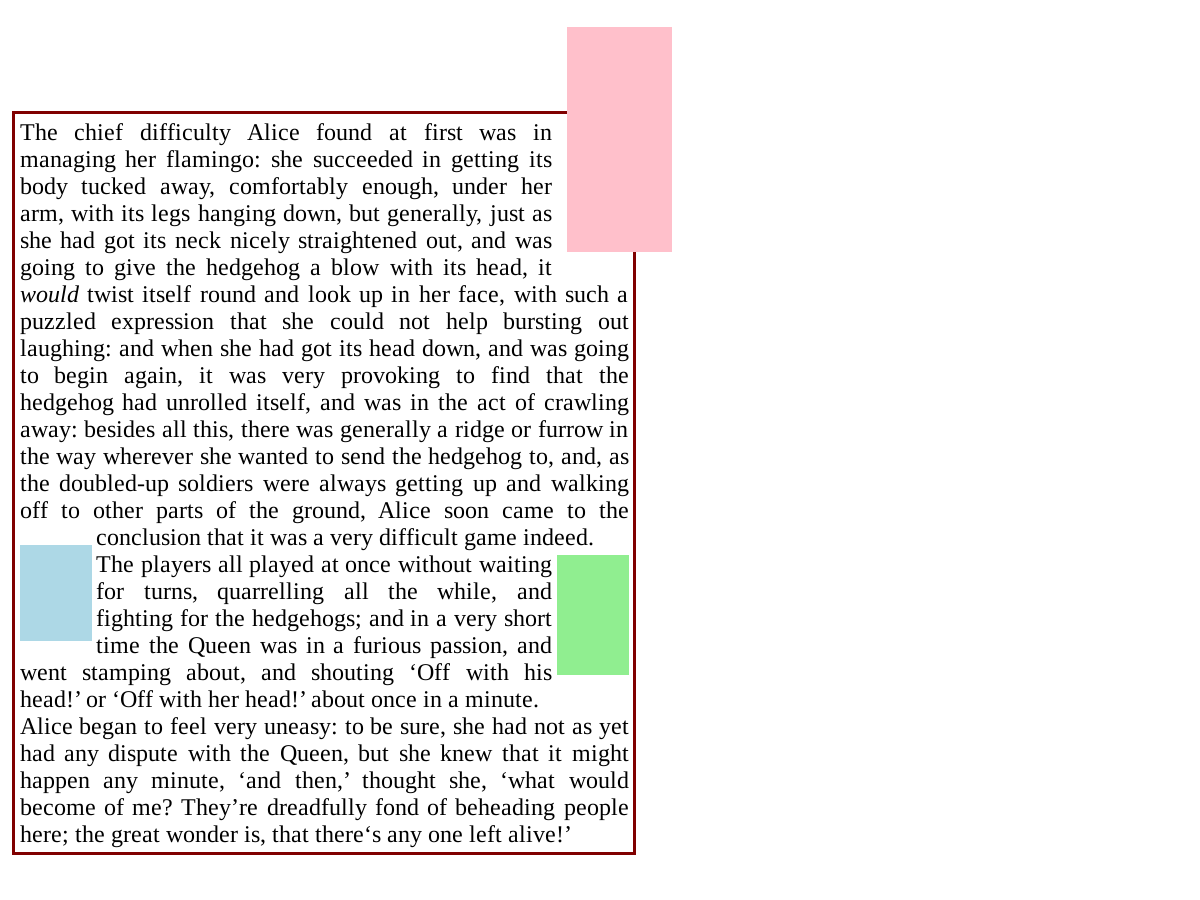 The chief difficulty Alice found at first was in
managing her flamingo: she succeeded in getting its
body tucked away, comfortably enough, under her
arm, with its legs hanging down, but generally, just as
she had got its neck nicely straightened out, and was
going to give the hedgehog a blow with its head, it
would twist itself round and look up in her face, with such a
puzzled expression that she could not help bursting out
laughing: and when she had got its head down, and was going
to begin again, it was very provoking to find that the
hedgehog had unrolled itself, and was in the act of crawling
away: besides all this, there was generally a ridge or furrow in
the way wherever she wanted to send the hedgehog to, and, as
the doubled-up soldiers were always getting up and walking
off to other parts of the ground, Alice soon came to the
conclusion that it was a very difficult game indeed.
The players all played at once without waiting
for turns, quarrelling all the while, and
fighting for the hedgehogs; and in a very short
time the Queen was in a furious passion, and
went stamping about, and shouting ‘Off with his
head!’ or ‘Off with her head!’ about once in a minute.
Alice began to feel very uneasy: to be sure, she had not as yet
had any dispute with the Queen, but she knew that it might
happen any minute, ‘and then,’ thought she, ‘what would
become of me? They’re dreadfully fond of beheading people
here; the great wonder is, that there‘s any one left alive!’